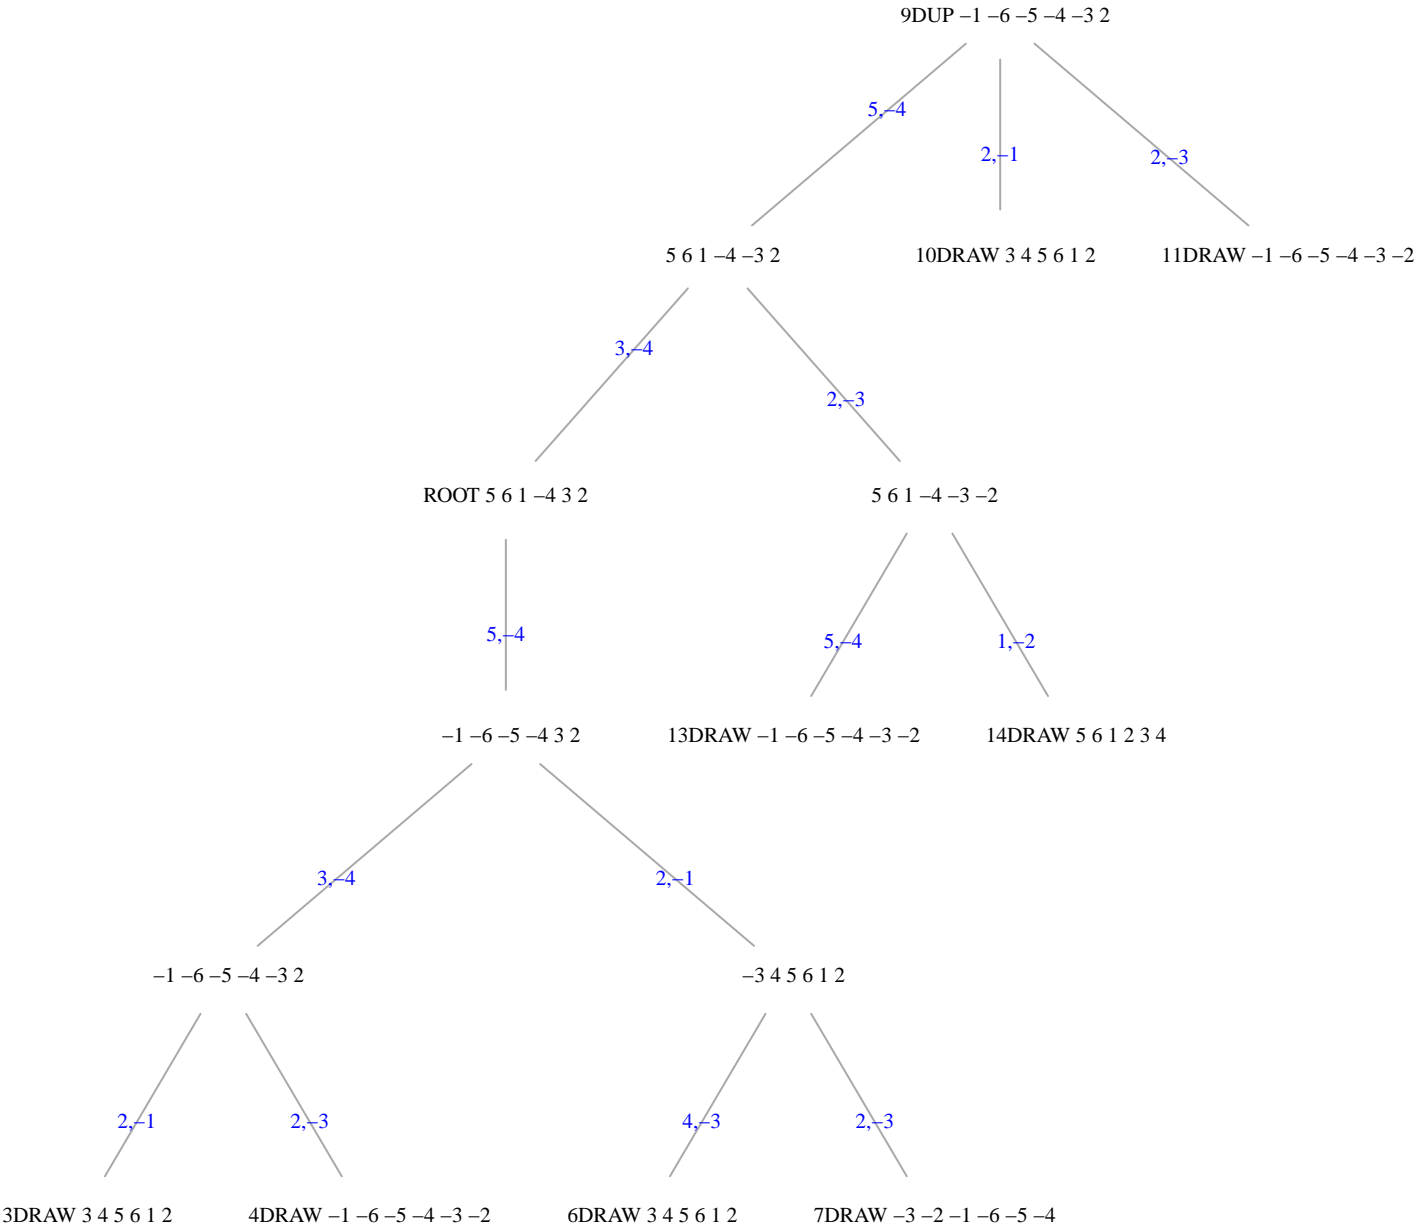 9DUP –1 –6 –5 –4 –3 2
5,–4
2,–1
2,–3
5 6 1 –4 –3 2
10DRAW 3 4 5 6 1 2
11DRAW –1 –6 –5 –4 –3 –2
3,–4
2,–3
ROOT 5 6 1 –4 3 2
5 6 1 –4 –3 –2
5,–4
5,–4
1,–2
–1 –6 –5 –4 3 2
13DRAW –1 –6 –5 –4 –3 –2
14DRAW 5 6 1 2 3 4
3,–4
2,–1
–1 –6 –5 –4 –3 2
–3 4 5 6 1 2
2,–1
2,–3
4,–3
2,–3
3DRAW 3 4 5 6 1 2
4DRAW –1 –6 –5 –4 –3 –2
6DRAW 3 4 5 6 1 2
7DRAW –3 –2 –1 –6 –5 –4